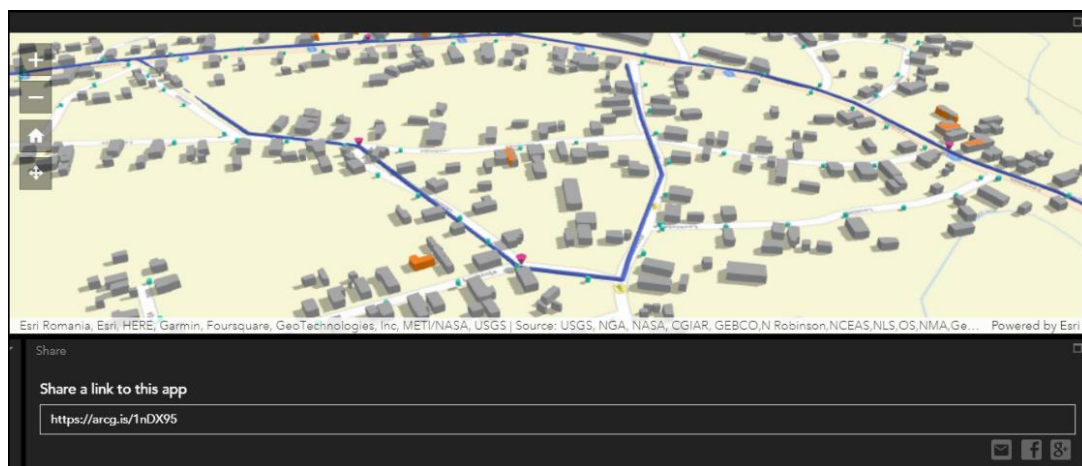 Esri Romania, Esri, HERE, Garmin, Foursquare, GeoTechnologies, Inc, METI/NASA, USGS | Source: USGS, NGA, NASA, CGIAR, GEBCO,N Robinson,NCEAS,NLS,OS,NMA,Ge... Powered by Esri
Share
Share a link to this app
https://arcg.is/1nDX95